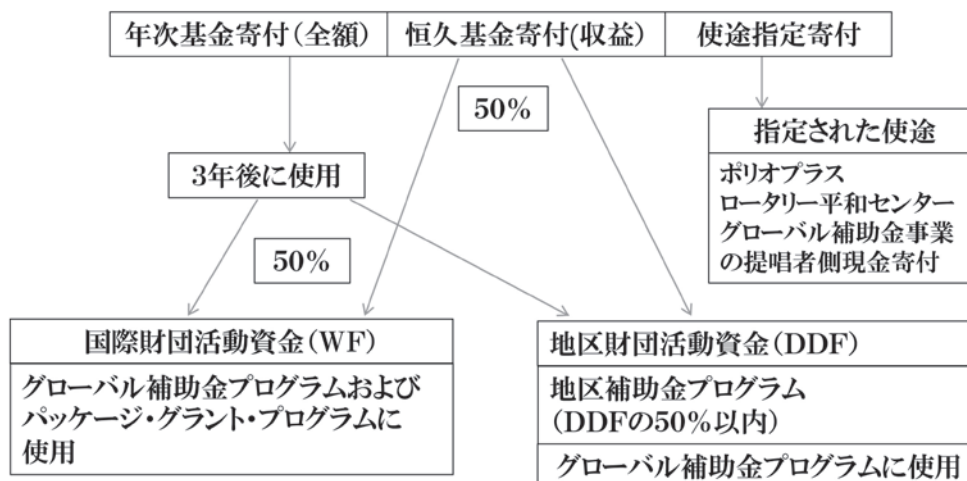 年次基金寄付(全額)
恒久基金寄付(収益)
使途指定寄付
50%
指定された使途
ポリオプラス
ロータリー平和センター
グローバル補助金事業
の提唱者側現金寄付
3年後に使用
50%
国際財団活動資金(WF)
グローバル補助金プログラムおよび
パッケージ・グラント・プログラムに
使用
地区財団活動資金(DDF)
地区補助金プログラム
(DDFの50%以内)
グローバル補助金プログラムに使用